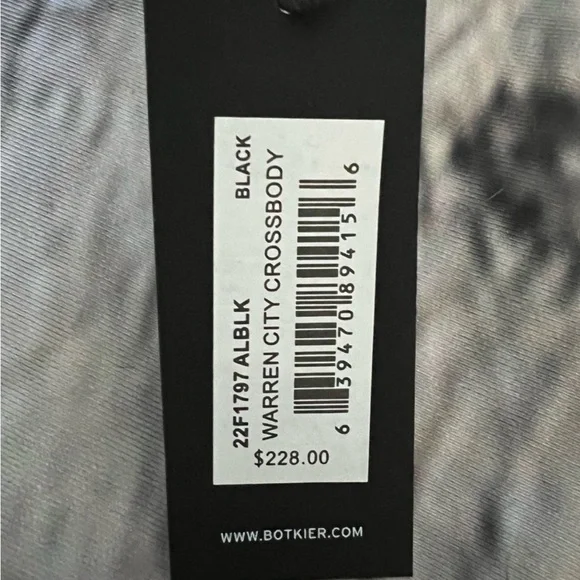 22F1797 ALBLK BLACK
WARREN CITY CROSSBODY
6 39470 89415 6
$228.00
WWW.BOTKIER.COM